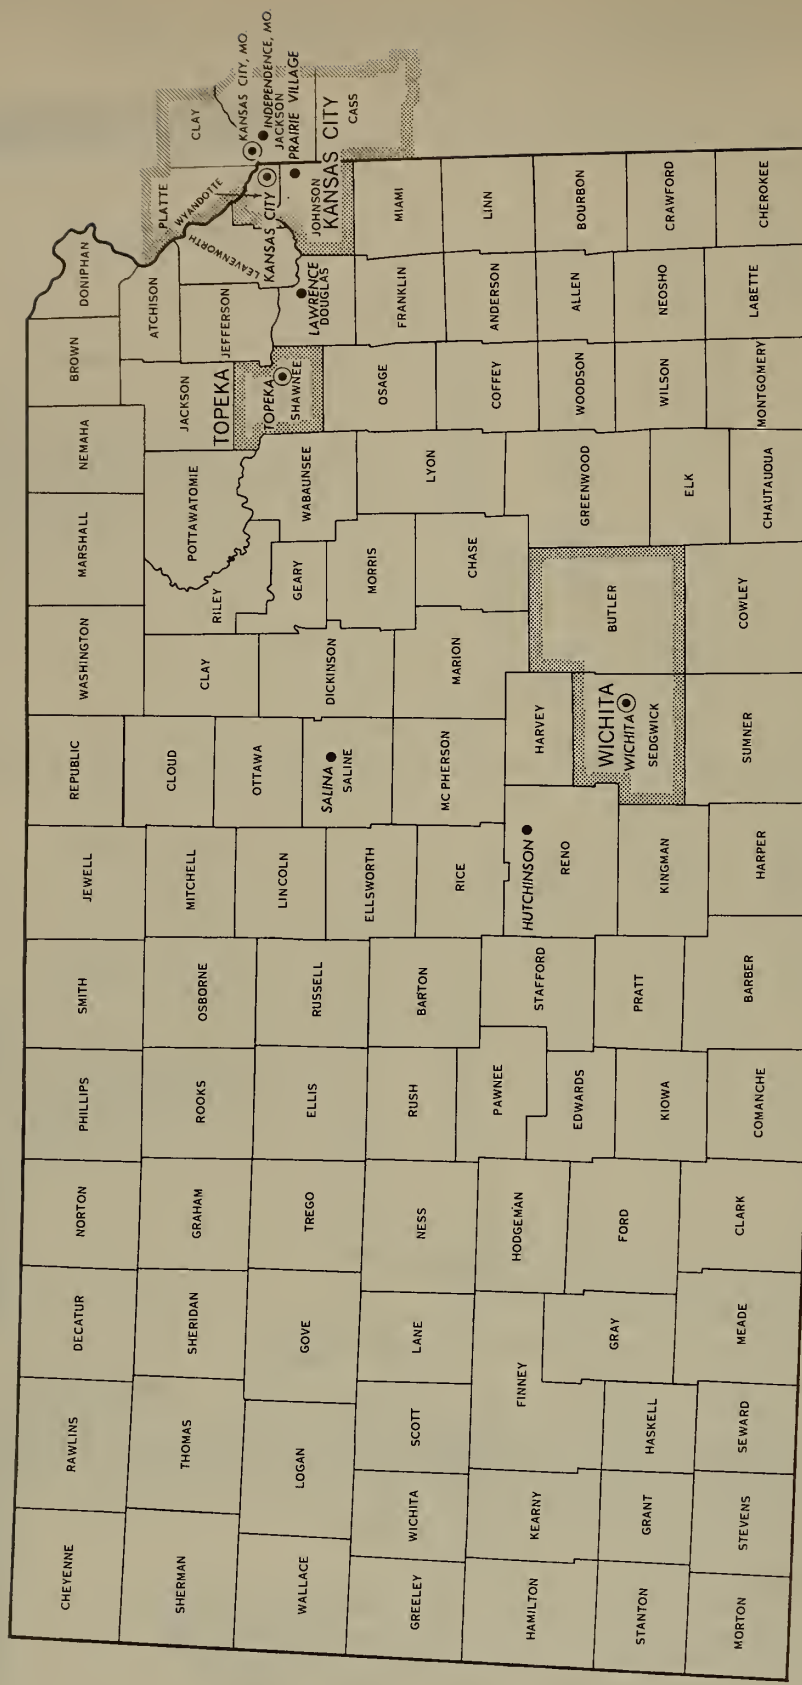 CHEYENNE
RAWLINS
DECATUR
NORTON
PHILLIPS
SMITH
JEWELL
REPUBLIC
WASHINGTON
MARSHALL
NEMAHA
BROWN
DONIPHAN
SHERMAN
THOMAS
SHERIDAN
GRAHAM
ROOKS
OSBORNE
MITCHELL
CLOUD
CLAY
RILEY
POTTAWATOMIE
JACKSON
ATCHISON
JEFFERSON
LEAVENWORTH
WYANDOTTE
PLATTE
CLAY
KANSAS CITY, MO.
INDEPENDENCE, MO.
JACKSON
PRAIRIE VILLAGE
KANSAS CITY
KANSAS CITY
JOHNSON
CASS
WALLACE
LOGAN
GOVE
TREGO
ELLIS
RUSSELL
LINCOLN
OTTAWA
DICKINSON
GEARY
WABAUNSEE
TOPEKA
TOPEKA
SHAWNEE
LAWRENCE
DOUGLAS
GREELEY
WICHITA
SCOTT
LANE
NESS
RUSH
BARTON
ELLSWORTH
SALINA
SALINE
MORRIS
LYON
OSAGE
FRANKLIN
MIAMI
RICE
MC PHERSON
MARION
CHASE
COFFEY
ANDERSON
LINN
HAMILTON
KEARNY
FINNEY
HODGEMAN
PAWNEE
STAFFORD
HUTCHINSON
RENO
HARVEY
BUTLER
GREENWOOD
WOODSON
ALLEN
BOURBON
GRAY
FORD
EDWARDS
PRATT
KINGMAN
WICHITA
WICHITA
SEDGWICK
ELK
WILSON
NEOSHO
CRAWFORD
STANTON
GRANT
HASKELL
KIOWA
MORTON
STEVENS
SEWARD
MEADE
CLARK
COMANCHE
BARBER
HARPER
SUMNER
COWLEY
CHAUTAUQUA
MONTGOMERY
LABETTE
CHEROKEE